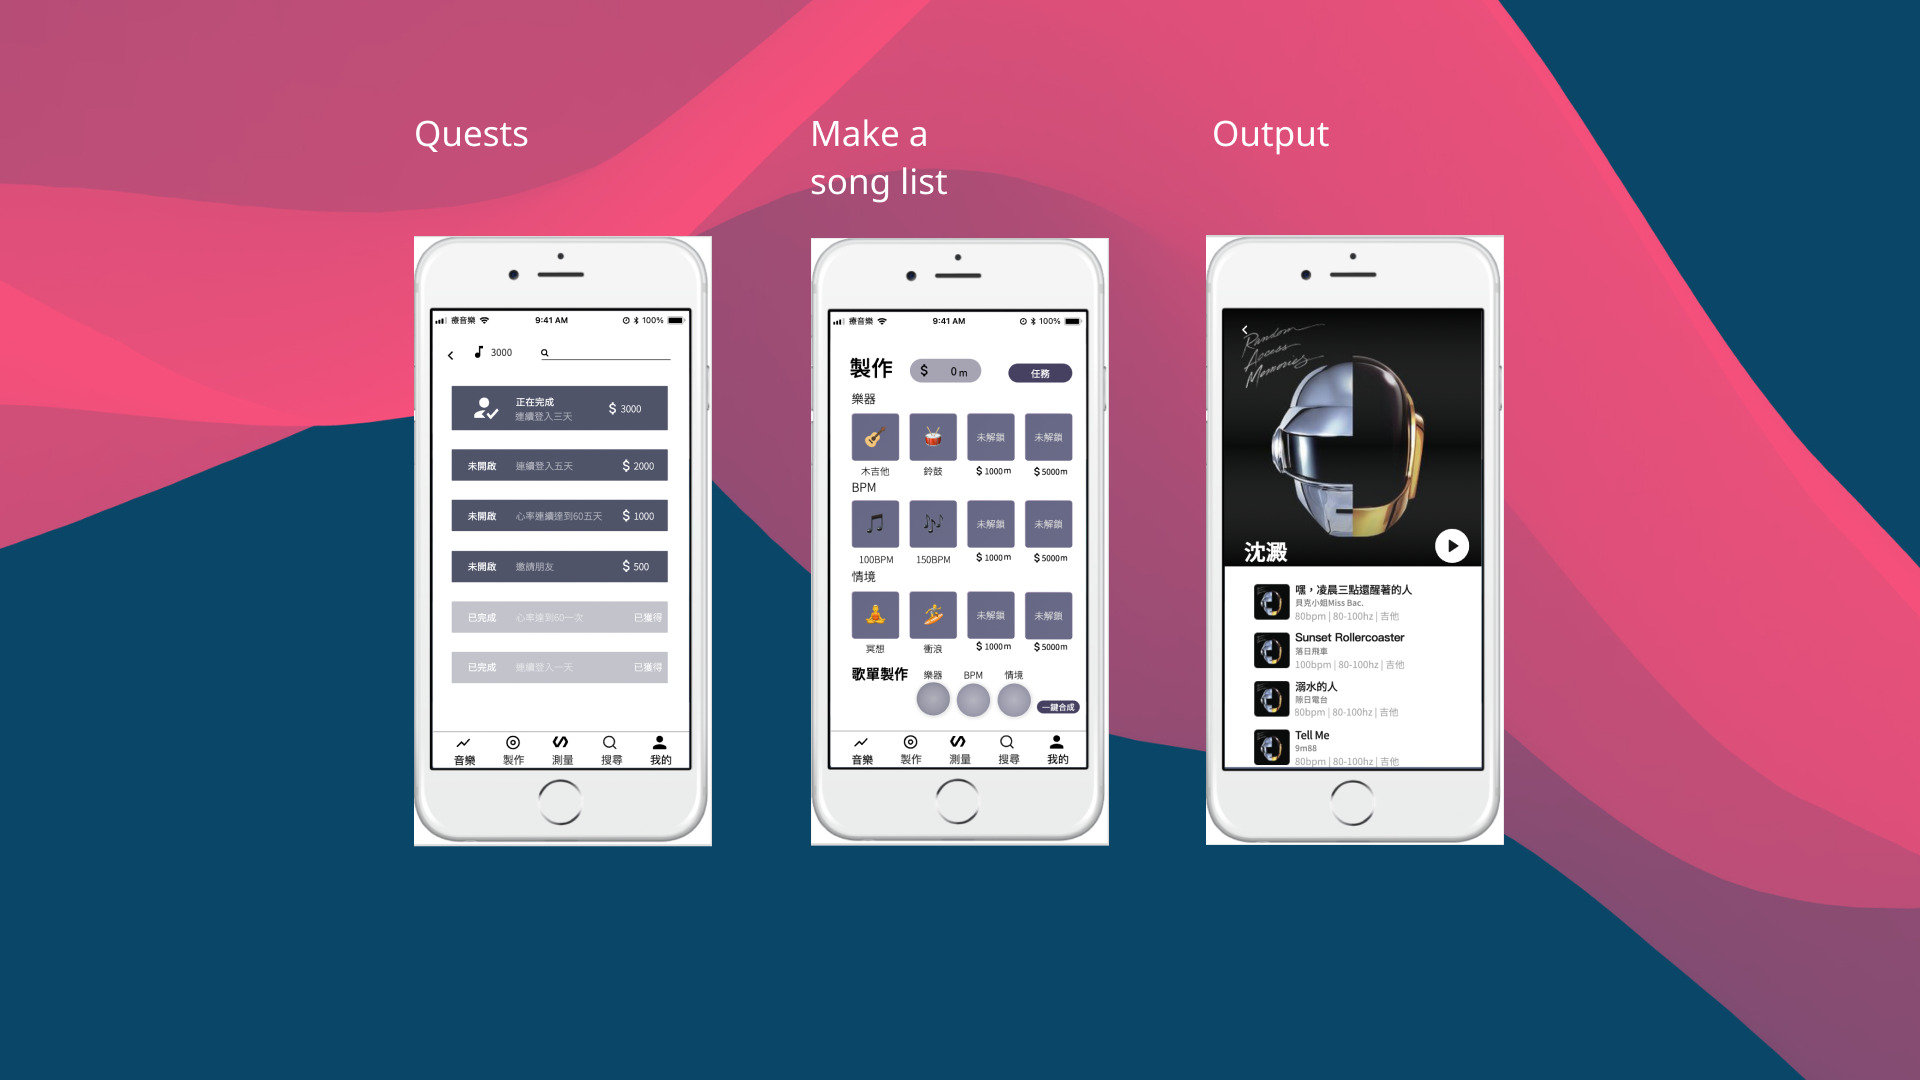 Quests
Make a
song list
Output
療音樂
9:41 AM
100%
3000
正在完成
連續登入三天
$ 3000
未開啟 連續登入五天 $ 2000
未開啟 心率連續達到60五天 $ 1000
未開啟 邀請朋友 $ 500
已完成 心率達到60一次 已獲得
已完成 連續登入一天 已獲得
音樂 製作 測量 搜尋 我的
療音樂
9:41 AM
100%
製作
$ 0 m
任務
樂器
未解鎖 未解鎖
木吉他 鈴鼓 $ 1000m $ 5000m
BPM
未解鎖 未解鎖
100BPM 150BPM $ 1000m $ 5000m
情境
未解鎖 未解鎖
冥想 衝浪 $ 1000m $ 5000m
歌單製作 樂器 BPM 情境
一鍵合成
音樂 製作 測量 搜尋 我的
Random
Access
Memories
沈澱
嘿，凌晨三點還醒著的人
貝克小姐Miss Bac.
80bpm | 80-100hz | 吉他
Sunset Rollercoaster
落日飛車
100bpm | 80-100hz | 吉他
溺水的人
隙日電台
80bpm | 80-100hz | 吉他
Tell Me
9m88
80bpm | 80-100hz | 吉他